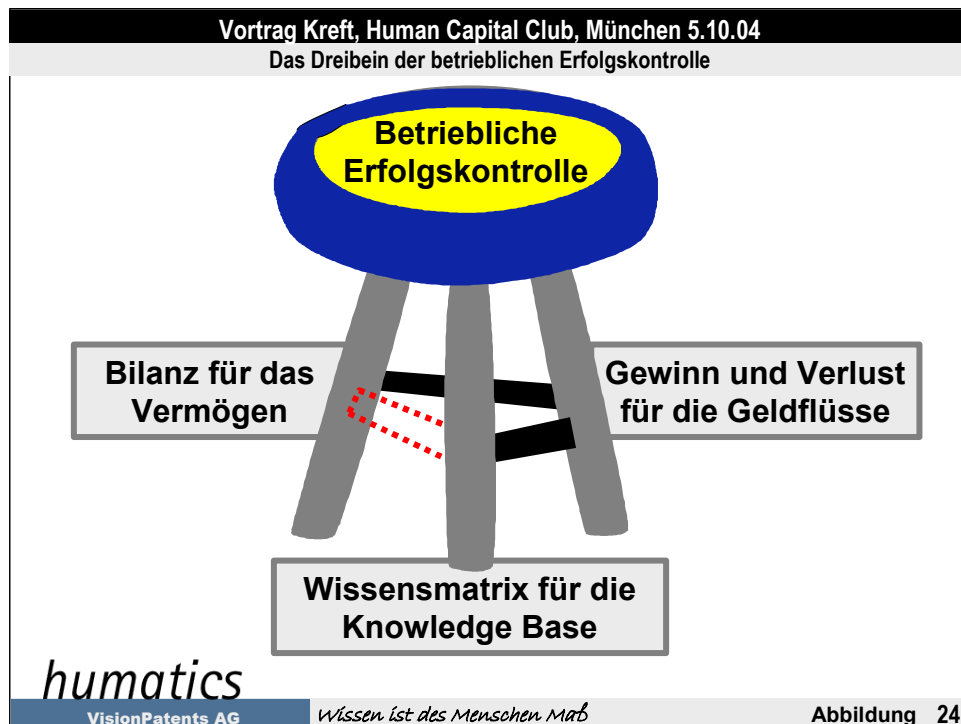 Vortrag Kreft, Human Capital Club, München 5.10.04
Das Dreibein der betrieblichen Erfolgskontrolle
Betriebliche
Erfolgskontrolle
Bilanz für das
Vermögen
Gewinn und Verlust
für die Geldflüsse
Wissensmatrix für die
Knowledge Base
humatics
VisionPatents AG
Wissen ist des Menschen Maß
Abbildung 24